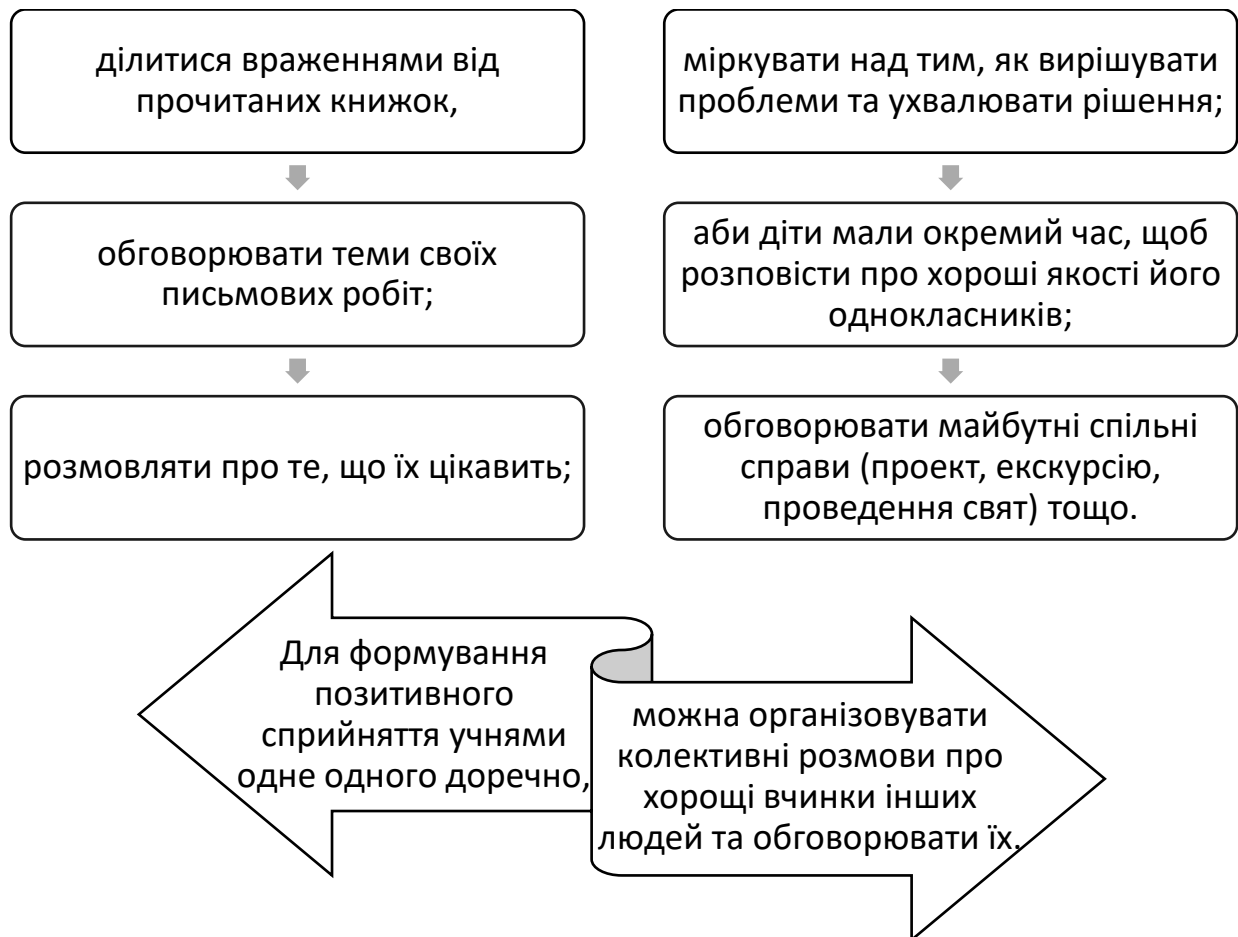 ділитися враженнями від
прочитаних книжок,
обговорювати теми своїх
письмових робіт;
розмовляти про те, що їх цікавить;
міркувати над тим, як вирішувати
проблеми та ухвалювати рішення;
аби діти мали окремий час, щоб
розповісти про хороші якості його
однокласників;
обговорювати майбутні спільні
справи (проект, екскурсію,
проведення свят) тощо.
Для формування
позитивного
сприйняття учнями
одне одного доречно,
можна організовувати
колективні розмови про
хорощі вчинки інших
людей та обговорювати їх.